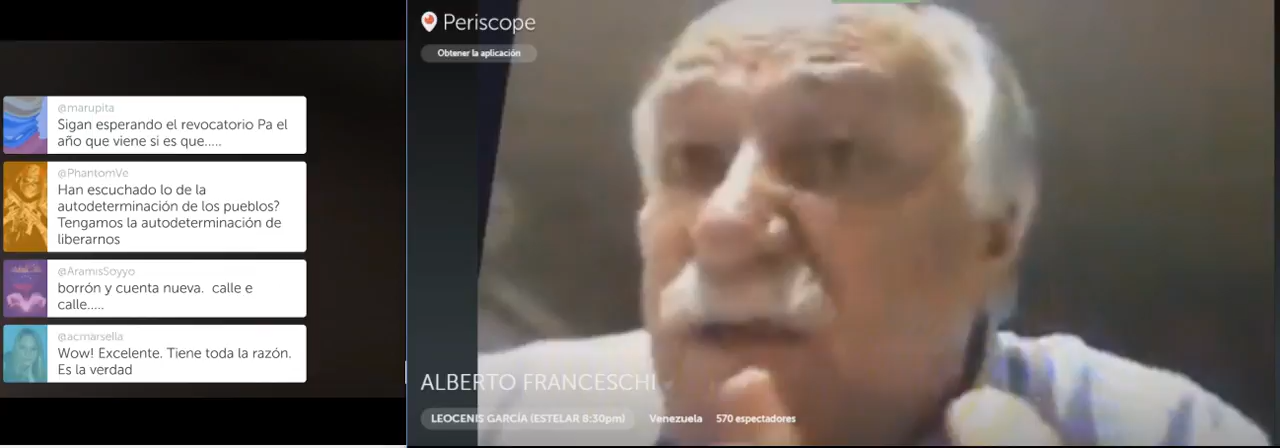 @marupita
Sigan esperando el revocatorio Pa el
año que viene si es que.....
@PhantomVe
Han escuchado lo de la
autodeterminación de los pueblos?
Tengamos la autodeterminación de
liberarnos
@AramisSoyyo
borrón y cuenta nueva.  calle e
calle.....
@acmarsella
Wow! Excelente. Tiene toda la razón.
Es la verdad
Periscope
Obtener la aplicación
ALBERTO FRANCESCHI
LEOCENIS GARCÍA (ESTELAR 8:30pm) Venezuela 570 espectadores